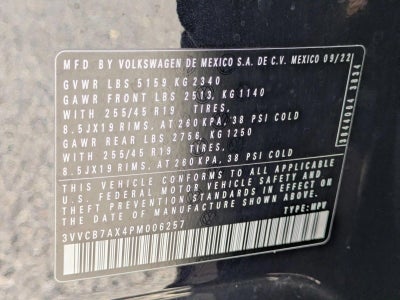 MFD BY VOLKSWAGEN DE MEXICO S.A. DE C.V. MEXICO 09/22
GVWR LBS 5159 KG 2340
GAWR FRONT LBS 2513, KG 1140
WITH 255/45 R19 TIRES,
8.5JX19 RIMS, AT 260 KPA, 38 PSI COLD
GAWR REAR LBS 2756, KG 1250
WITH 255/45 R19 TIRES,
8.5JX19 RIMS, AT 260 KPA, 38 PSI COLD
THIS VEHICLE CONFORMS TO ALL APPLICABLE
U.S. FEDERAL MOTOR VEHICLE SAFETY AND
THEFT PREVENTION STANDARDS IN EFFECT ON
THE DATE OF MANUFACTURE SHOWN ABOVE.
3VVCB7AX4PM006257
TYPE: MPV